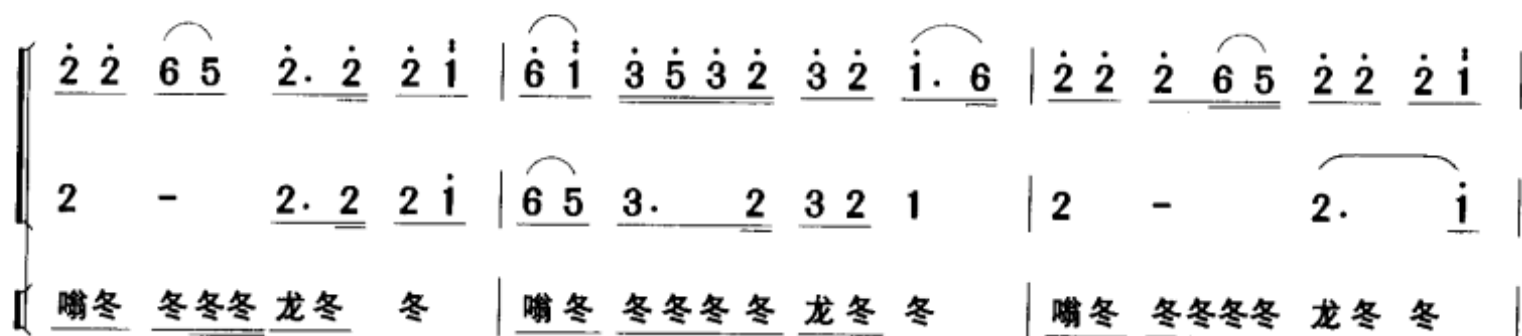 2̇ 2̇ 6 5 2̇. 2̇ 2̇ 1̇̇ | 6̇ 1̇̇ 3̇ 5̇ 3̇ 2̇ 3̇ 2̇ 1̇. 6 | 2̇ 2̇ 2̇ 6 5 2̇ 2̇ 2̇ 1̇̇ |
2 - 2. 2 2 1̇ | 6 5 3. 2 3 2 1 | 2 - 2. 1̇ |
嗡冬 冬冬冬 龙冬 冬 | 嗡冬 冬冬冬冬 龙冬 冬 | 嗡冬 冬冬冬冬 龙冬 冬 |